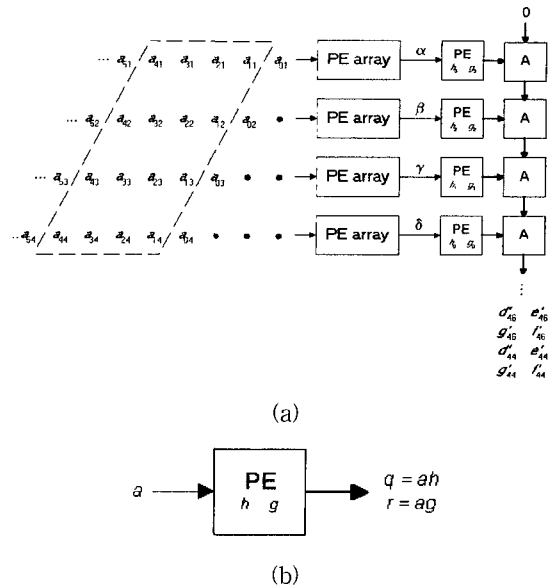 0
··· a₅₁ a₄₁ a₃₁ a₂₁ a₁₁ a₀₁ PE array α PE A
··· a₅₂ a₄₂ a₃₂ a₂₂ a₁₂ a₀₂ • PE array β PE A
··· a₅₃ a₄₃ a₃₃ a₂₃ a₁₃ a₀₃ • • PE array γ PE A
··· a₅₄ a₄₄ a₃₄ a₂₄ a₁₄ a₀₄ • • • PE array δ PE A
⋮
d″₄₆ e′₄₆
g′₄₆ f′₄₆
d″₄₄ e′₄₄
g′₄₄ f′₄₄
(a)
a PE q = ah
h g r = ag
(b)